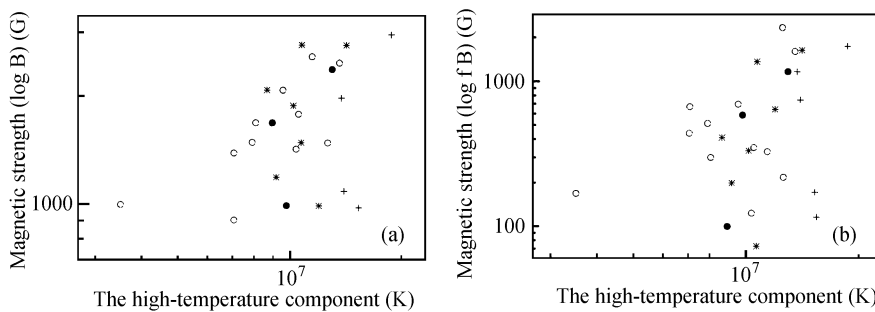 Magnetic strength (log B) (G)
1000
10⁷
The high-temperature component (K)
(a)
Magnetic strength (log f B) (G)
1000
100
10⁷
The high-temperature component (K)
(b)